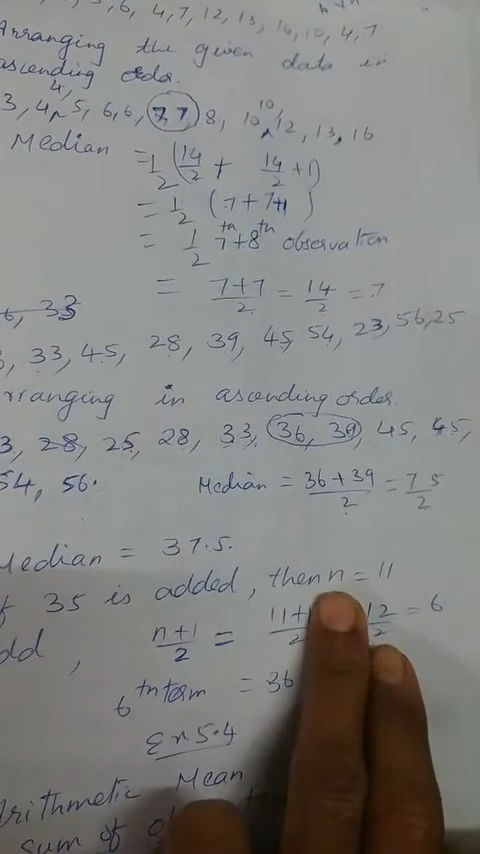 6, 4, 7, 12, 13, 16, 10, 4, 7
Arranging the given data in
ascending order.
4,
3, 4, 5, 6, 6, 7, 7, 8, 10, 10, 12, 13, 16
Median = 1/2 (14/2 + 14/2 + 1)
= 1/2 (7 + 7+1)
= 1/2 7th + 8th observation
= 7+7/2 = 14/2 = 7
6, 33
, 33, 45, 28, 39, 45, 54, 23, 56, 25
rranging in ascending order.
3, 28, 25, 28, 33, 36, 39, 45, 45,
54, 56.
Median = 36 + 39/2 = 75/2
Median = 37.5.
f 35 is added, then n = 11
dd, n+1/2 = 11+1/2 12/2 = 6
6th term = 36
Ex 5.4
Arithmetic Mean
sum of